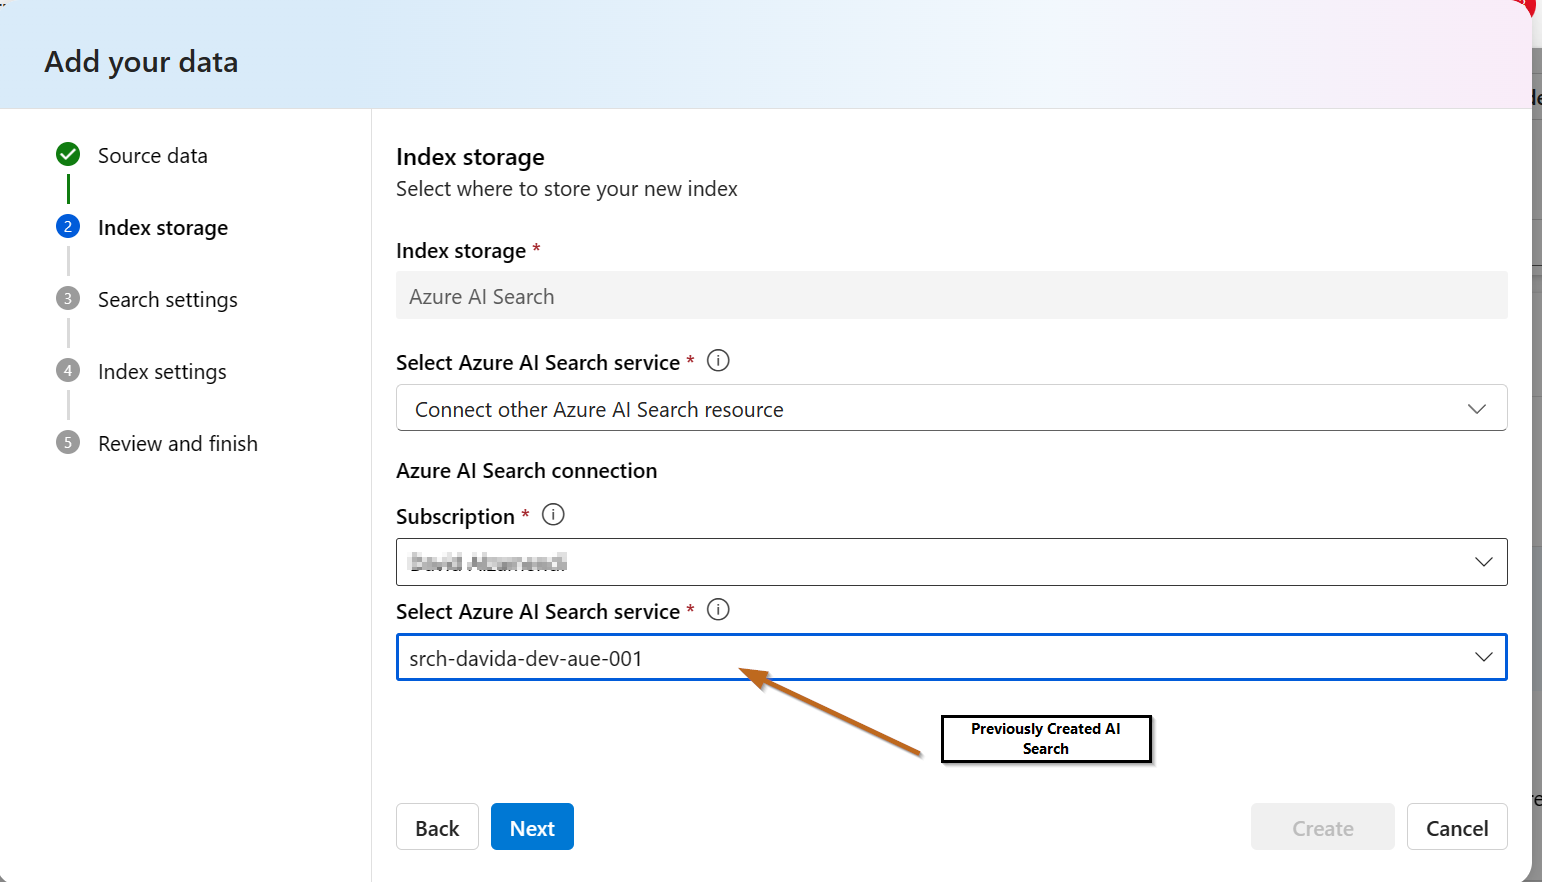 Add your data
Source data
2 Index storage
3 Search settings
4 Index settings
5 Review and finish
Index storage
Select where to store your new index
Index storage *
Azure AI Search
Select Azure AI Search service *
Connect other Azure AI Search resource
Azure AI Search connection
Subscription *
Select Azure AI Search service *
srch-davida-dev-aue-001
Previously Created AI
Search
Back
Next
Create
Cancel